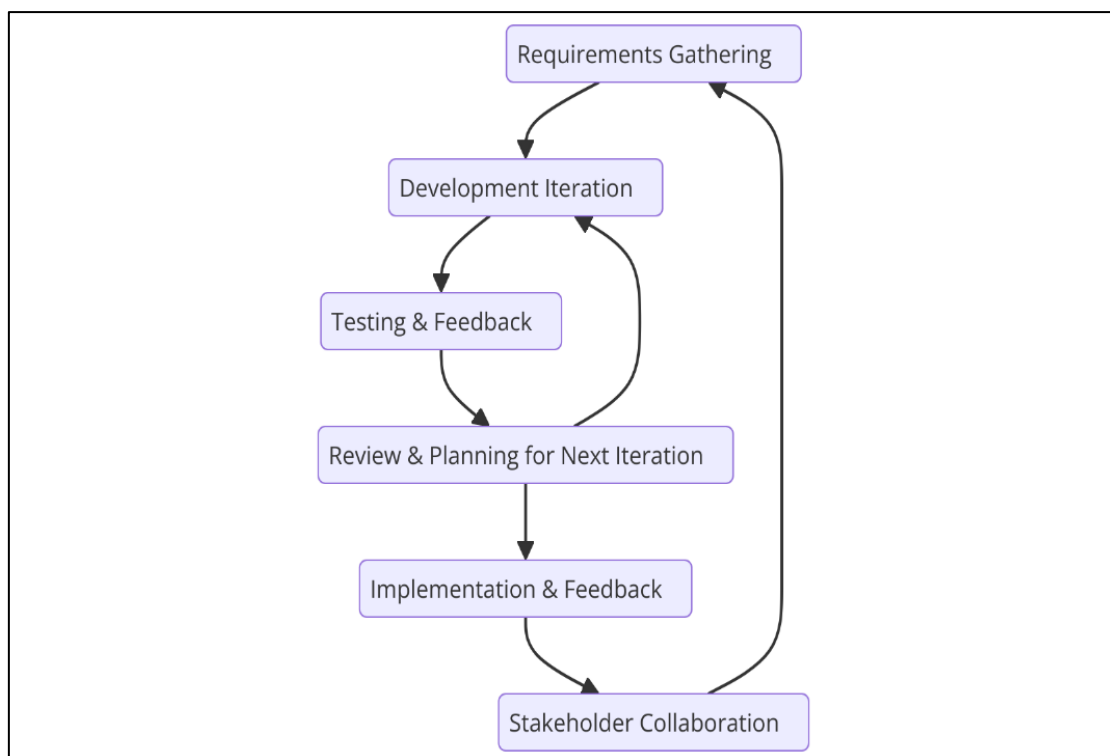 Requirements Gathering
Development Iteration
Testing & Feedback
Review & Planning for Next Iteration
Implementation & Feedback
Stakeholder Collaboration